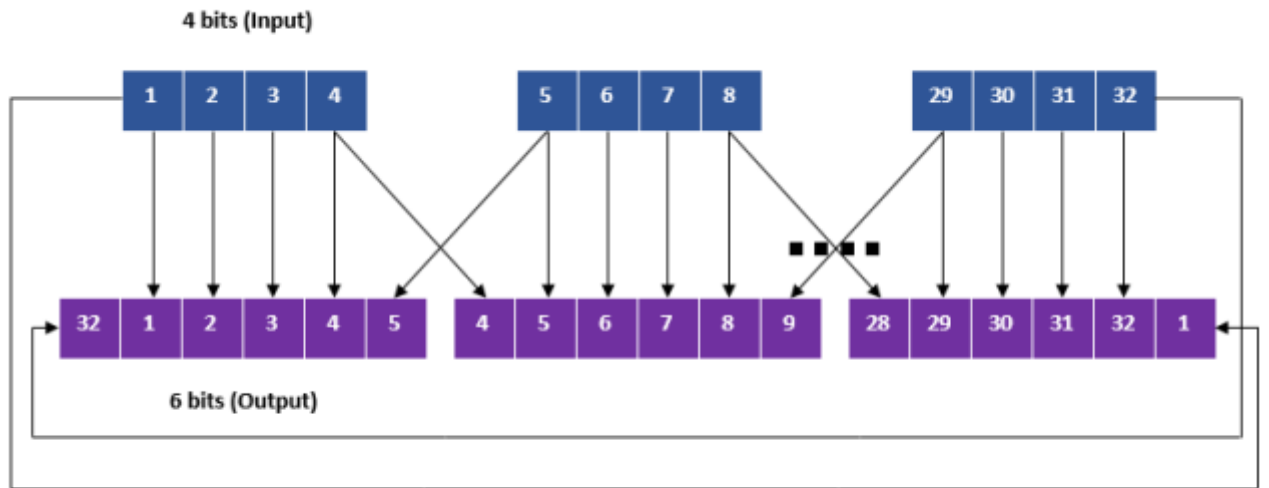 4 bits (Input)
1 2 3 4 5 6 7 8 29 30 31 32
32 1 2 3 4 5 4 5 6 7 8 9 28 29 30 31 32 1
6 bits (Output)